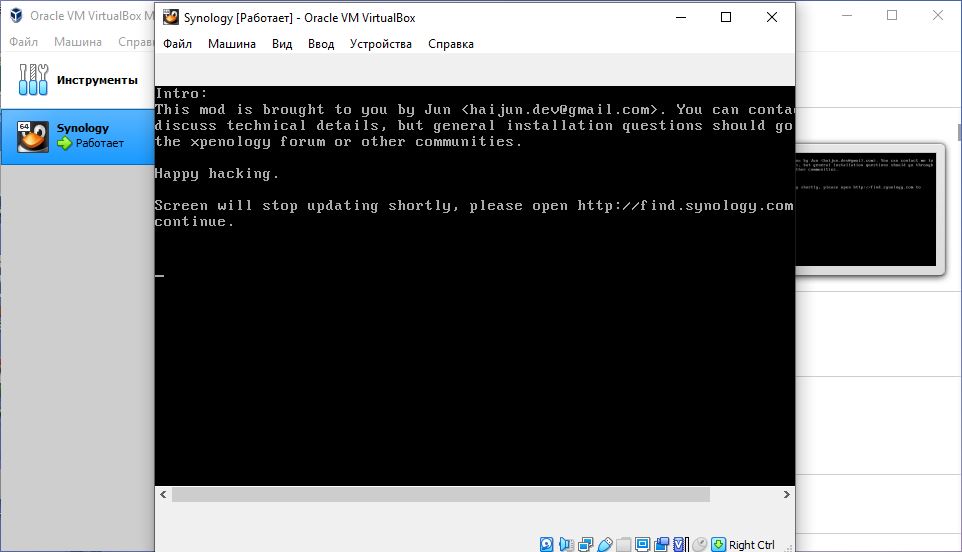 Oracle VM VirtualBox M
Файл Машина Справ
Инструменты
64
Synology
Работает
Synology [Работает] - Oracle VM VirtualBox
Файл Машина Вид Ввод Устройства Справка
Intro:
This mod is brought to you by Jun <haijun.dev@gmail.com>. You can conta
discuss technical details, but general installation questions should go
the xpenology forum or other communities.
Happy hacking.
Screen will stop updating shortly, please open http://find.synology.com
continue.
Right Ctrl